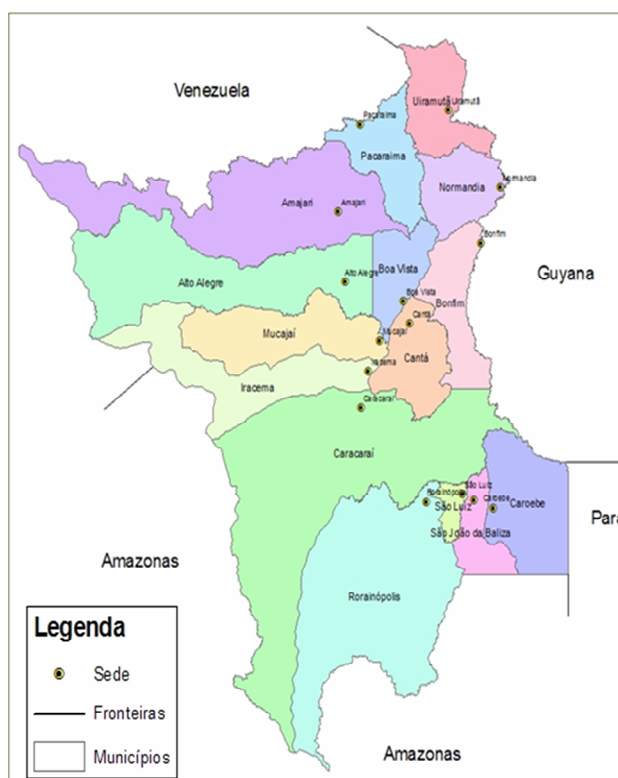 Venezuela
Uiramutã
Uiramutã
Pacaraima
Pacaraima
Normandia
Normandia
Amajari
Amajari
Bonfim
Guyana
Alto Alegre
Alto Alegre
Boa Vista
Boa Vista
Bonfim
Cantá
Mucajaí
Mucajaí
Cantá
Iracema
Iracema
Caracaraí
Caracaraí
Rorainópolis
São Luiz
São Luiz
Caroebe
Caroebe
São João da Baliza
Pará
Amazonas
Rorainópolis
Legenda
Sede
Fronteiras
Municípios
Amazonas